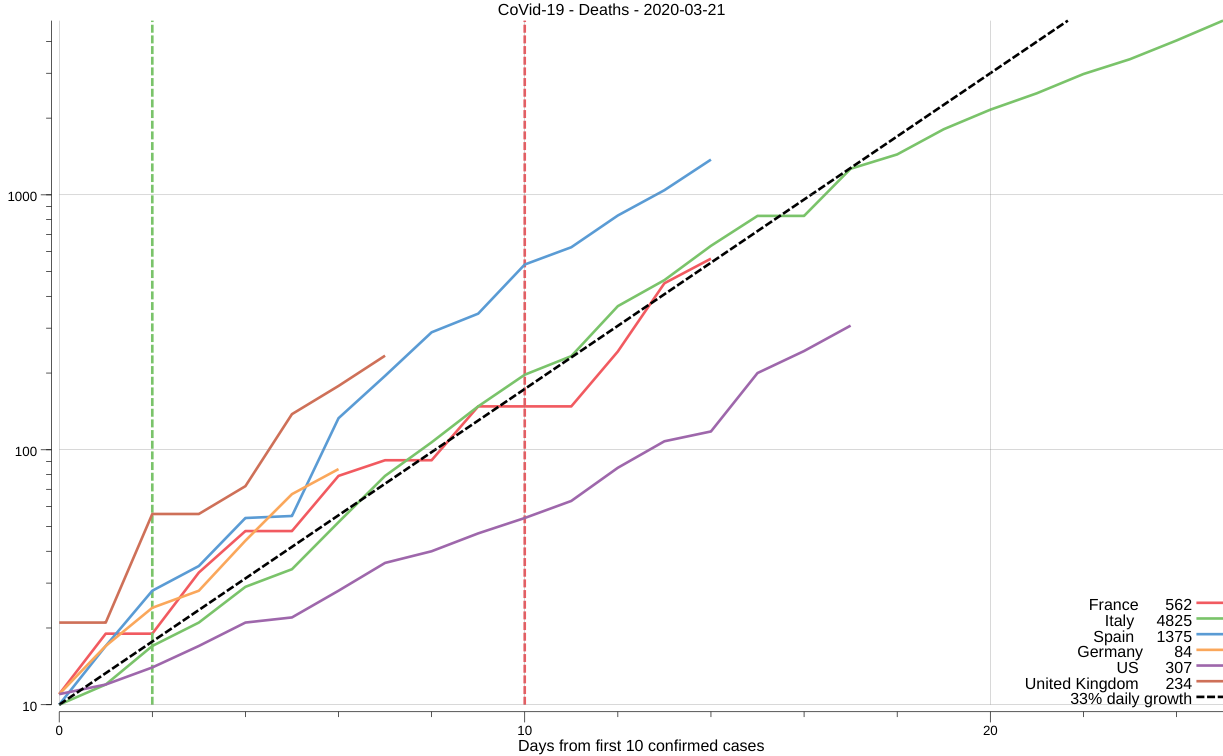 CoVid-19 - Deaths - 2020-03-21
1000
100
10
France 562
Italy 4825
Spain 1375
Germany 84
US 307
United Kingdom 234
33% daily growth
0 10 20
Days from first 10 confirmed cases